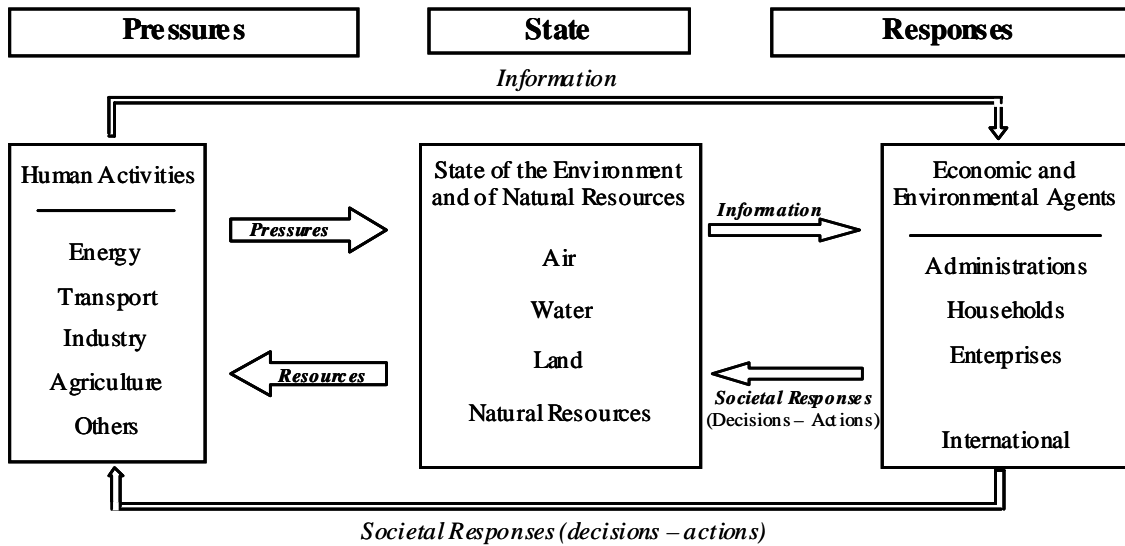 Pressures
State
Responses
Information
Human Activities
Energy
Transport
Industry
Agriculture
Others
Pressures
Resources
State of the Environment
and of Natural Resources
Air
Water
Land
Natural Resources
Information
Societal Responses
(Decisions – Actions)
Economic and
Environmental Agents
Administrations
Households
Enterprises
International
Societal Responses (decisions – actions)